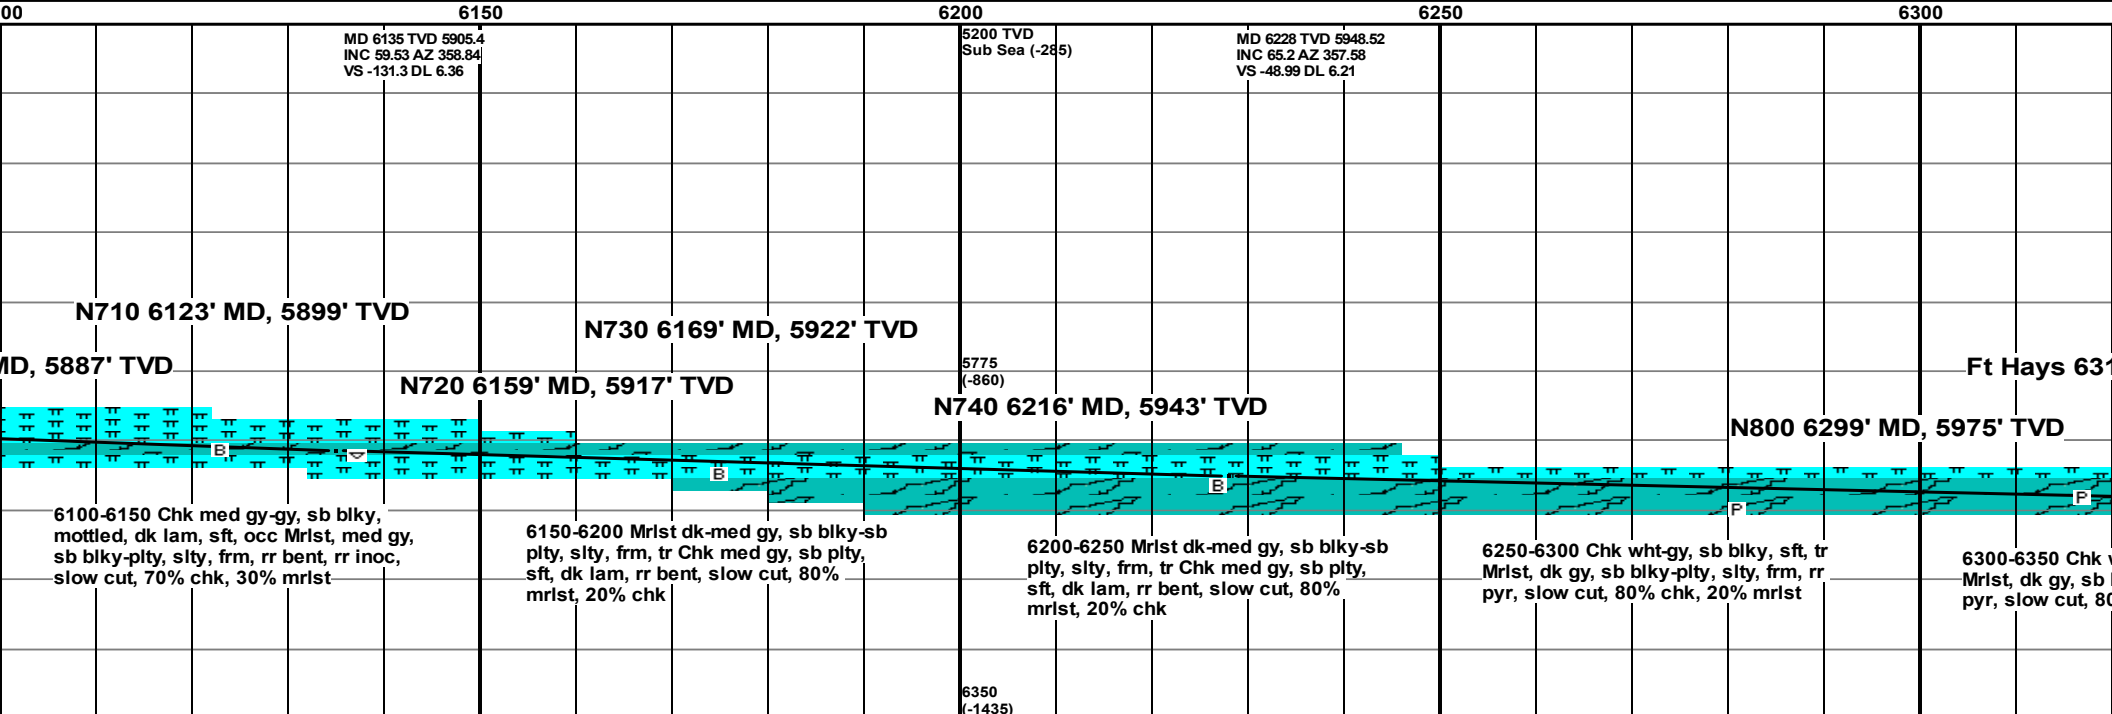 00 6150 6200 6250 6300
MD 6135 TVD 5905.4
INC 59.53 AZ 358.84
VS -131.3 DL 6.36
5200 TVD
Sub Sea (-285)
MD 6228 TVD 5948.52
INC 65.2 AZ 357.58
VS -48.99 DL 6.21
N710 6123' MD, 5899' TVD
N730 6169' MD, 5922' TVD
MD, 5887' TVD
5775
(-860)
Ft Hays 631
N720 6159' MD, 5917' TVD
N740 6216' MD, 5943' TVD
N800 6299' MD, 5975' TVD
B
B
B
P
P
6100-6150 Chk med gy-gy, sb blky,
mottled, dk lam, sft, occ Mrlst, med gy,
sb blky-plty, slty, frm, rr bent, rr inoc,
slow cut, 70% chk, 30% mrlst
6150-6200 Mrlst dk-med gy, sb blky-sb
plty, slty, frm, tr Chk med gy, sb plty,
sft, dk lam, rr bent, slow cut, 80%
mrlst, 20% chk
6200-6250 Mrlst dk-med gy, sb blky-sb
plty, slty, frm, tr Chk med gy, sb plty,
sft, dk lam, rr bent, slow cut, 80%
mrlst, 20% chk
6250-6300 Chk wht-gy, sb blky, sft, tr
Mrlst, dk gy, sb blky-plty, slty, frm, rr
pyr, slow cut, 80% chk, 20% mrlst
6300-6350 Chk
Mrlst, dk gy, sb
pyr, slow cut, 80
6350
(-1435)